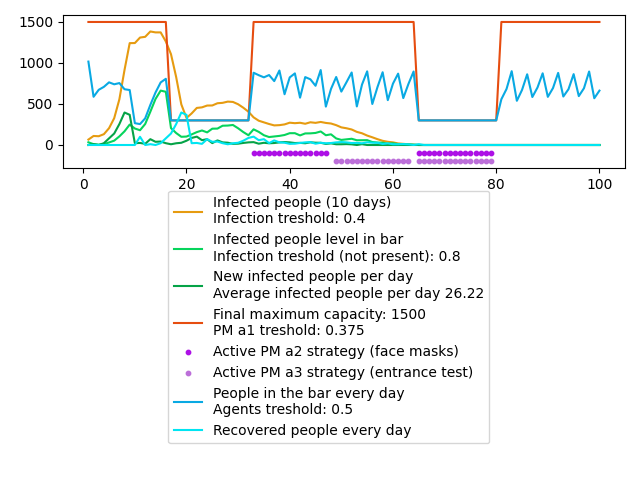 1500
1000
500
0
0 20 40 60 80 100
Infected people (10 days)
Infection treshold: 0.4
Infected people level in bar
Infection treshold (not present): 0.8
New infected people per day
Average infected people per day 26.22
Final maximum capacity: 1500
PM a1 treshold: 0.375
Active PM a2 strategy (face masks)
Active PM a3 strategy (entrance test)
People in the bar every day
Agents treshold: 0.5
Recovered people every day